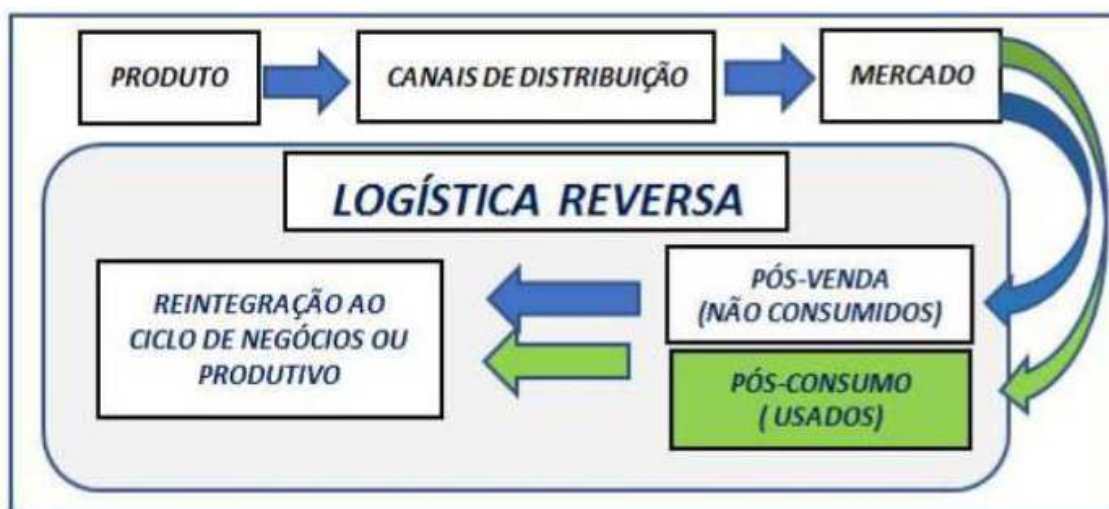 PRODUTO
CANAIS DE DISTRIBUIÇÃO
MERCADO
LOGÍSTICA REVERSA
REINTEGRAÇÃO AO
CICLO DE NEGÓCIOS OU
PRODUTIVO
PÓS-VENDA
(NÃO CONSUMIDOS)
PÓS-CONSUMO
( USADOS)